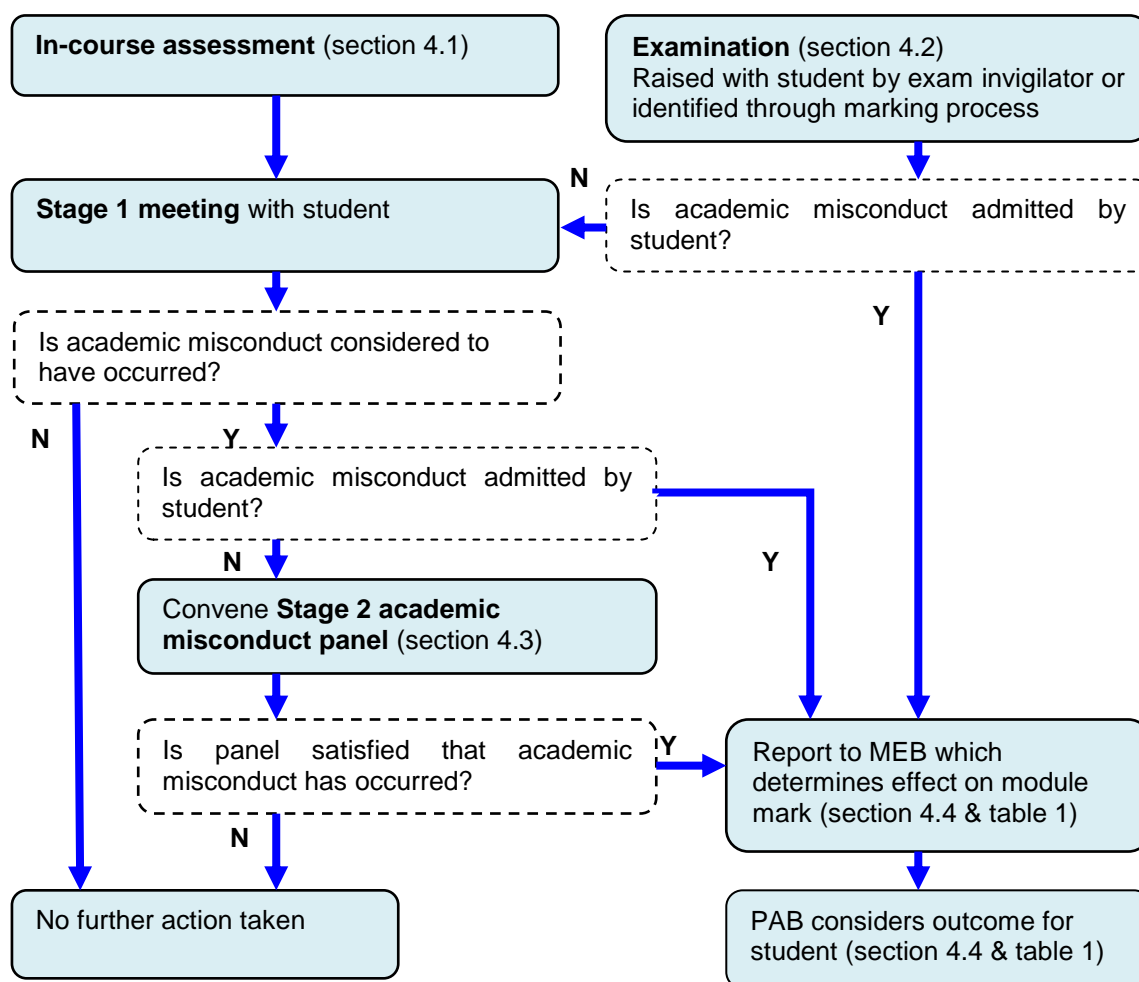 In-course assessment (section 4.1)
Examination (section 4.2)
Raised with student by exam invigilator or
identified through marking process
N
Stage 1 meeting with student
Is academic misconduct admitted by
student?
Y
Is academic misconduct considered to
have occurred?
N
Y
Is academic misconduct admitted by
student?
N
Y
Convene Stage 2 academic
misconduct panel (section 4.3)
Is panel satisfied that academic
misconduct has occurred?
Y
N
Report to MEB which
determines effect on module
mark (section 4.4 & table 1)
No further action taken
PAB considers outcome for
student (section 4.4 & table 1)